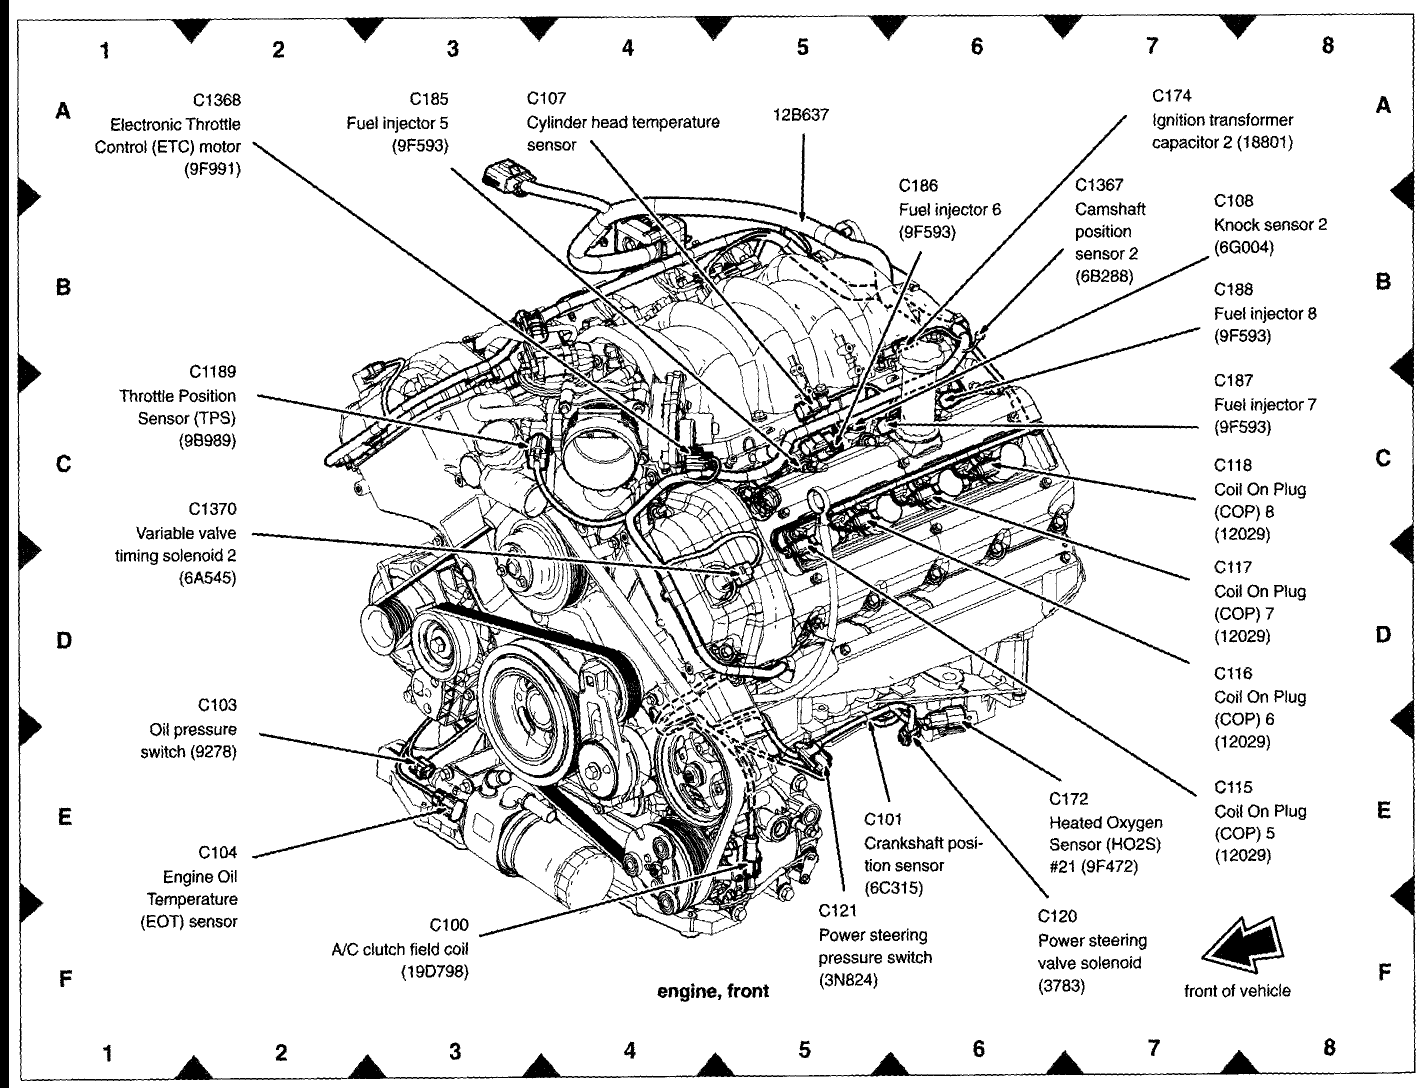 1 2 3 4 5 6 7 8
A
A
C1368
Electronic Throttle
Control (ETC) motor
(9F991)
C185
Fuel injector 5
(9F593)
C107
Cylinder head temperature
sensor
12B637
C174
Ignition transformer
capacitor 2 (18801)
C186
Fuel injector 6
(9F593)
C1367
Camshaft
position
sensor 2
(6B288)
C108
Knock sensor 2
(6G004)
B
B
C188
Fuel injector 8
(9F593)
C1189
Throttle Position
Sensor (TPS)
(9B989)
C187
Fuel injector 7
(9F593)
C
C
C118
Coil On Plug
(COP) 8
(12029)
C1370
Variable valve
timing solenoid 2
(6A545)
C117
Coil On Plug
(COP) 7
(12029)
D
D
C116
Coil On Plug
(COP) 6
(12029)
C103
Oil pressure
switch (9278)
C115
Coil On Plug
(COP) 5
(12029)
E
E
C172
Heated Oxygen
Sensor (HO2S)
#21 (9F472)
C101
Crankshaft posi-
tion sensor
(6C315)
C104
Engine Oil
Temperature
(EOT) sensor
C100
A/C clutch field coil
(19D798)
C121
Power steering
pressure switch
(3N824)
C120
Power steering
valve solenoid
(3783)
F
F
engine, front
front of vehicle
1 2 3 4 5 6 7 8